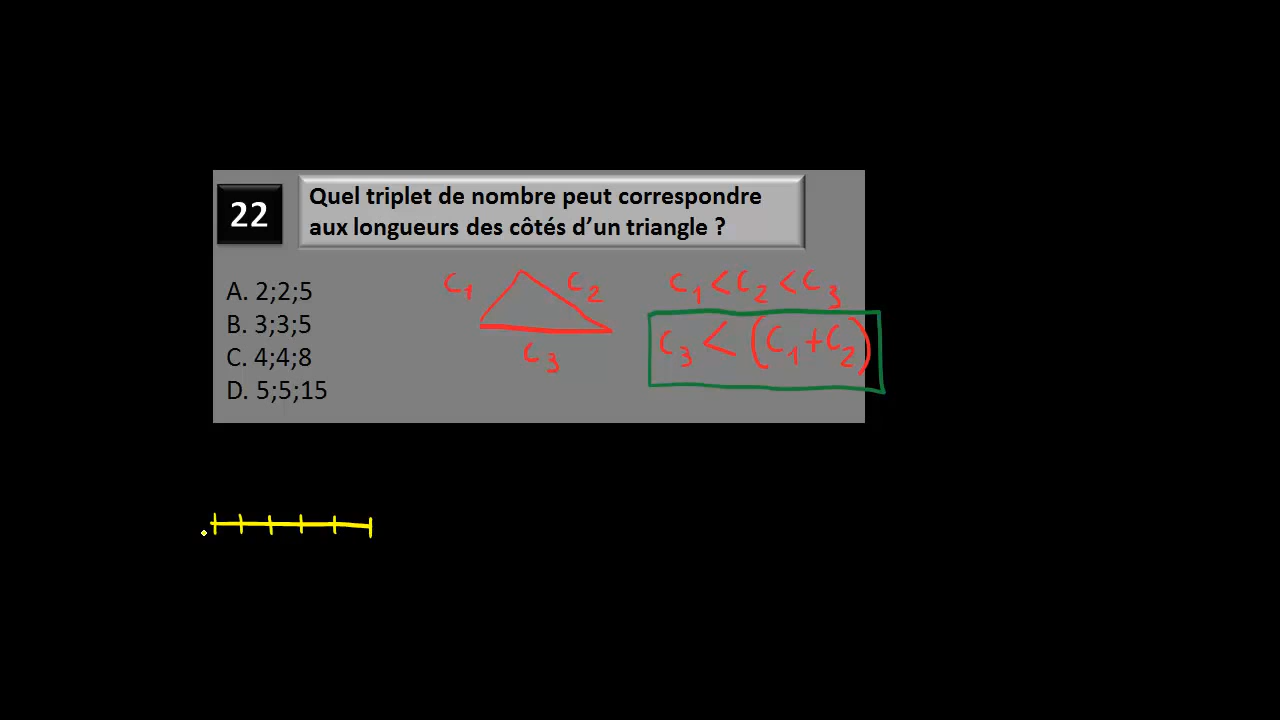 22
Quel triplet de nombre peut correspondre
aux longueurs des côtés d’un triangle ?
A. 2;2;5
B. 3;3;5
C. 4;4;8
D. 5;5;15
C1
C2
C3
C1 < C2 < C3
C3 < (C1+C2)